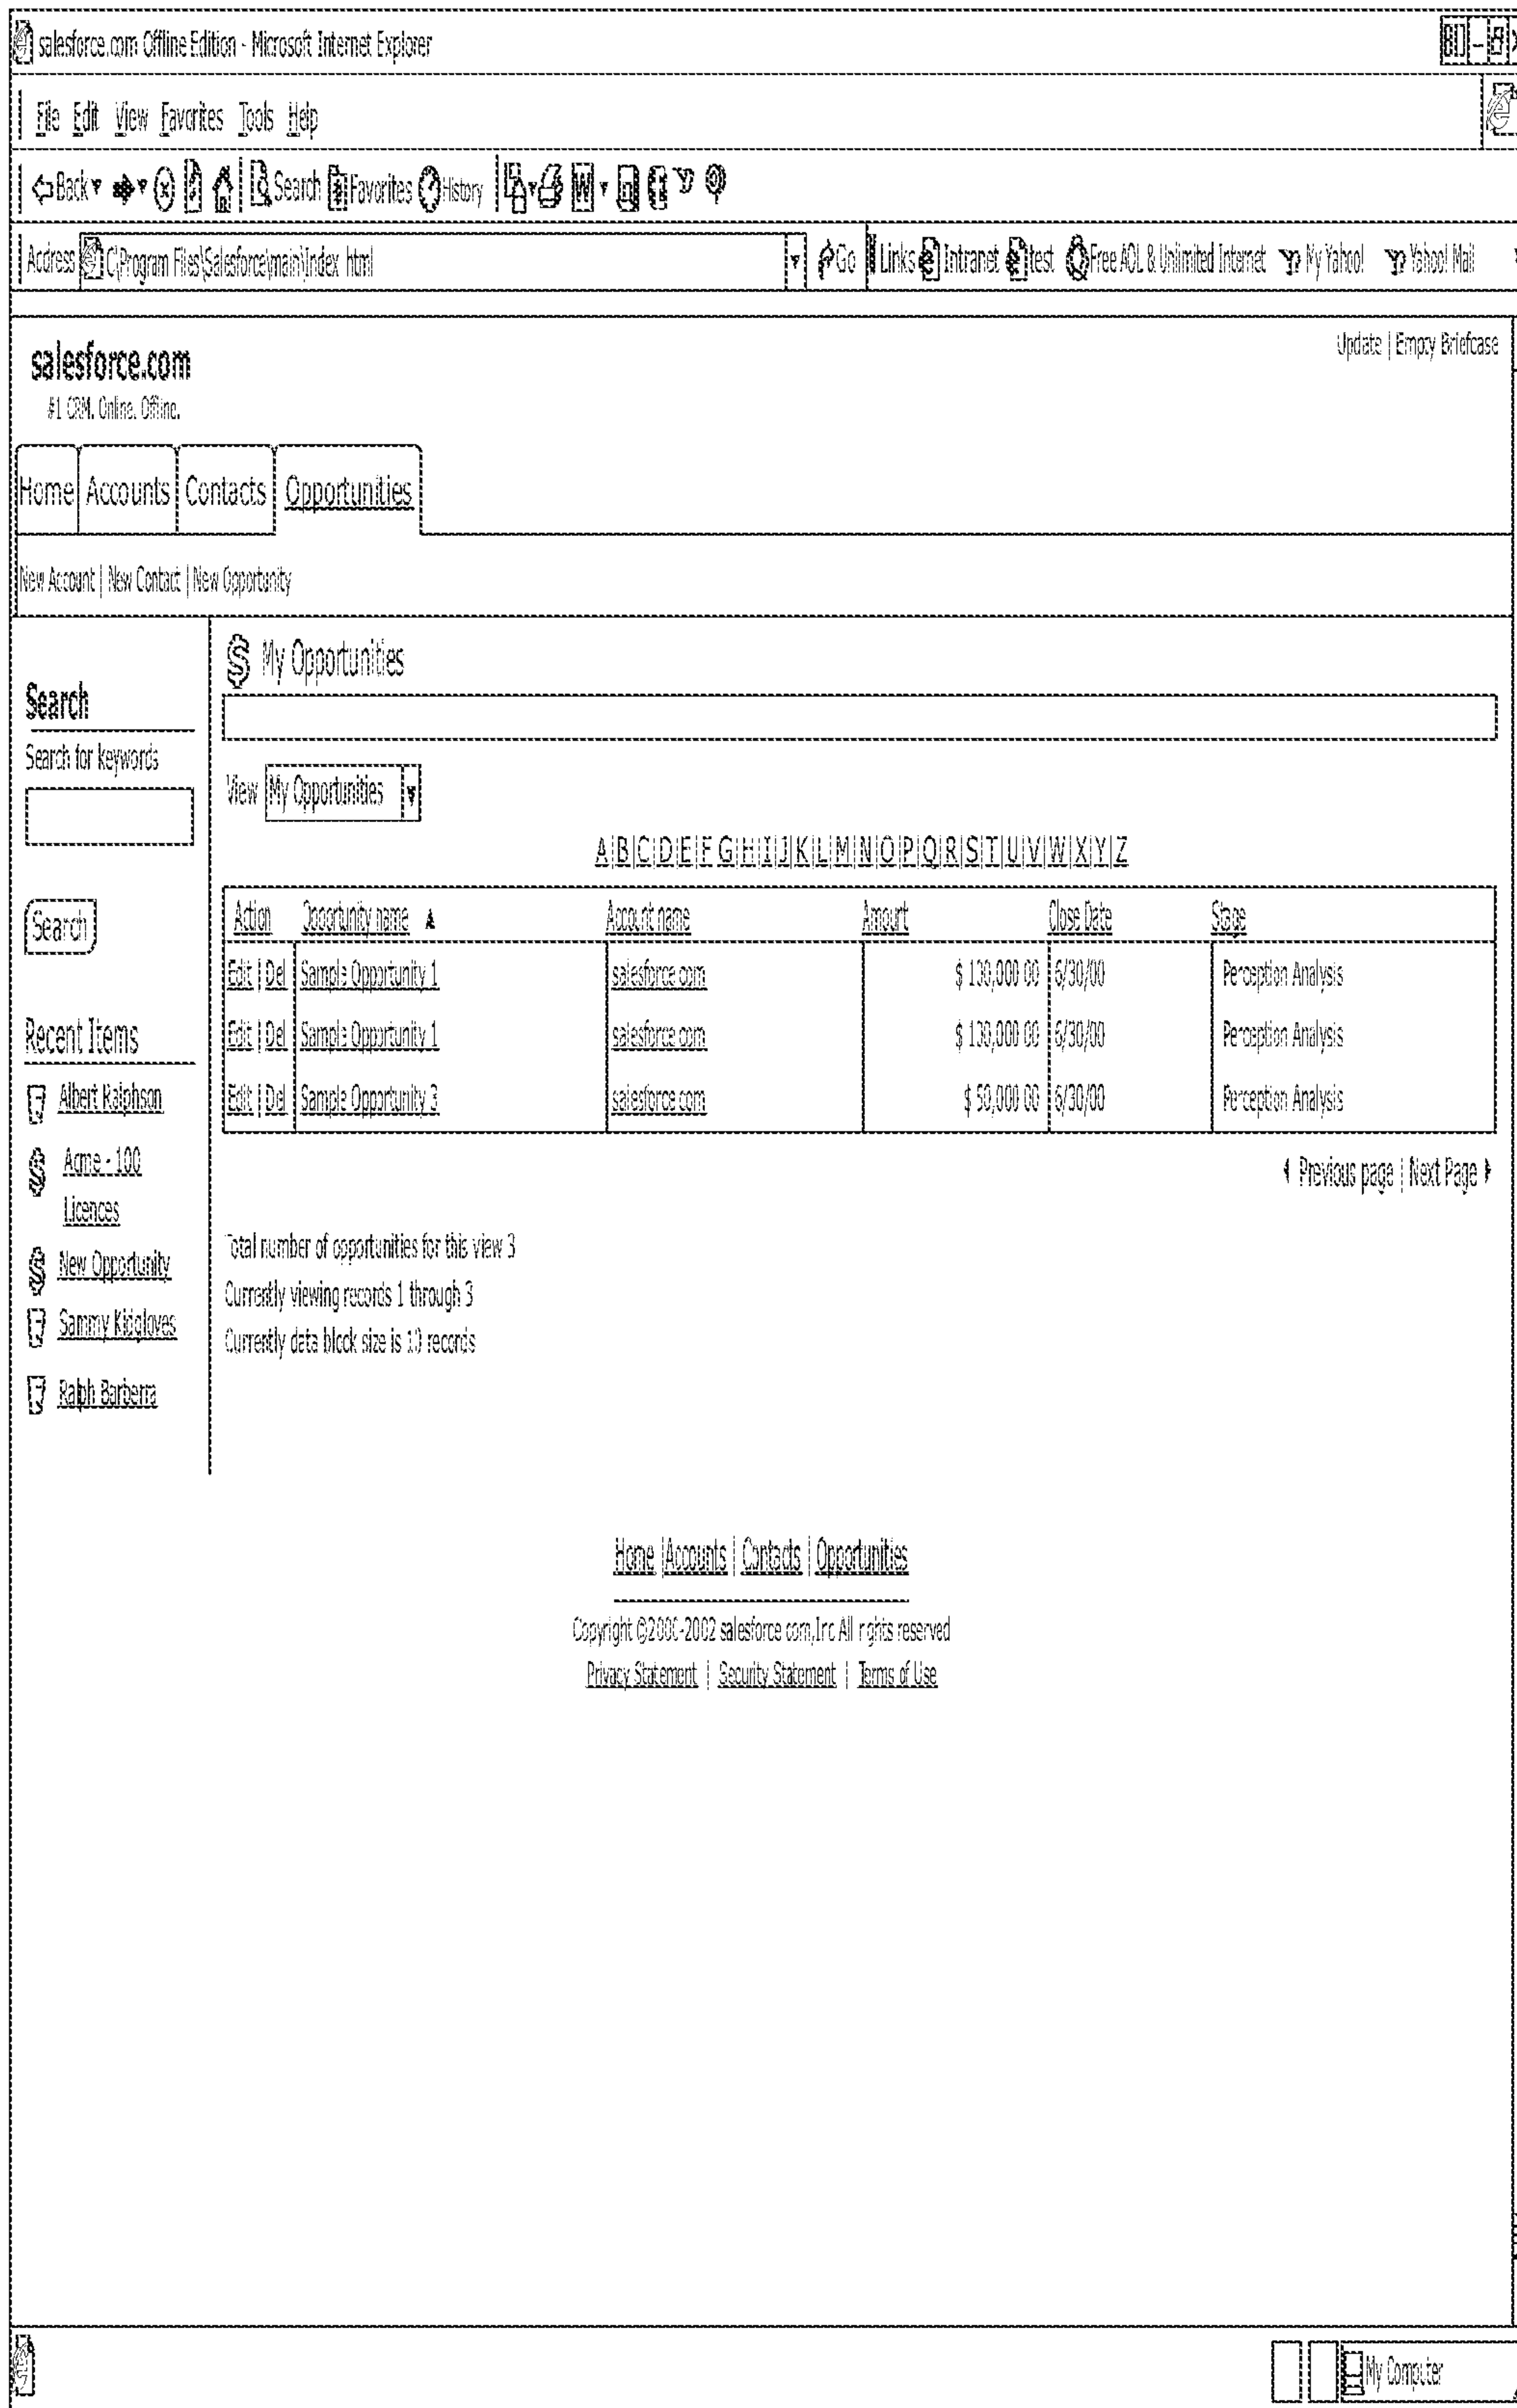 salesforce.com Offline Edition - Microsoft Internet Explorer
File Edit View Favorites Tools Help
Back Search Favorites History W
Address C\Program Files\Salesforce\main\Index html Go Links Intranet test Free AOL & Unlimited Internet My Yahoo! Yahoo! Mail
Update | Empty Briefcase
salesforce.com
#1 CRM. Online. Offline.
Home Accounts Contacts Opportunities
New Account | New Contact | New Opportunity
$ My Opportunities
Search
Search for keywords
View My Opportunities
A|B|C|D|E|F G|H|I|J|K|L|M|N|O|P|Q|R|S|T|U|V|W|X|Y|Z
Search
Action Opportunity name ▲ Account name Amount Close Date Stage
Edit | Del Sample Opportunity 1 salesforce com $ 100,000 00 6/30/00 Perception Analysis
Edit | Del Sample Opportunity 1 salesforce com $ 100,000 00 6/30/00 Perception Analysis
Edit | Del Sample Opportunity 3 salesforce com $ 50,000 00 6/30/00 Perception Analysis
Previous page | Next Page
Recent Items
Albert Ralphson
$ Acme - 100
Licences
$ New Opportunity
Sammy Kidgloves
Ralph Barberra
Total number of opportunities for this view 3
Currently viewing records 1 through 3
Currently data block size is 10 records
Home |Accounts | Contacts | Opportunities
Copyright ©2000-2002 salesforce com,Inc All rights reserved
Privacy Statement | Security Statement | Terms of Use
My Computer